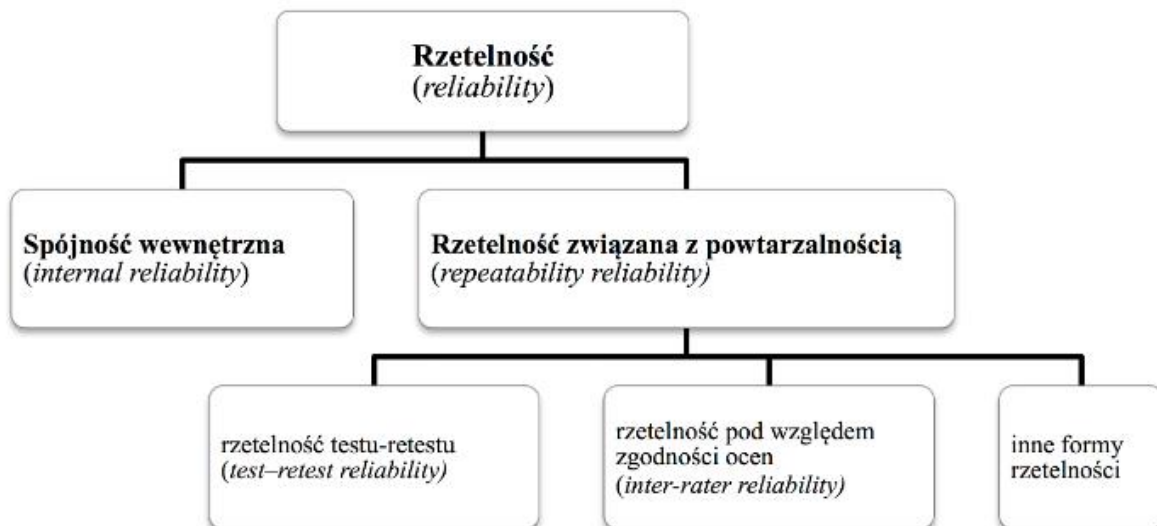 Rzetelność
(reliability)
Spójność wewnętrzna
(internal reliability)
Rzetelność związana z powtarzalnością
(repeatability reliability)
rzetelność testu-retestu
(test–retest reliability)
rzetelność pod względem
zgodności ocen
(inter-rater reliability)
inne formy
rzetelności